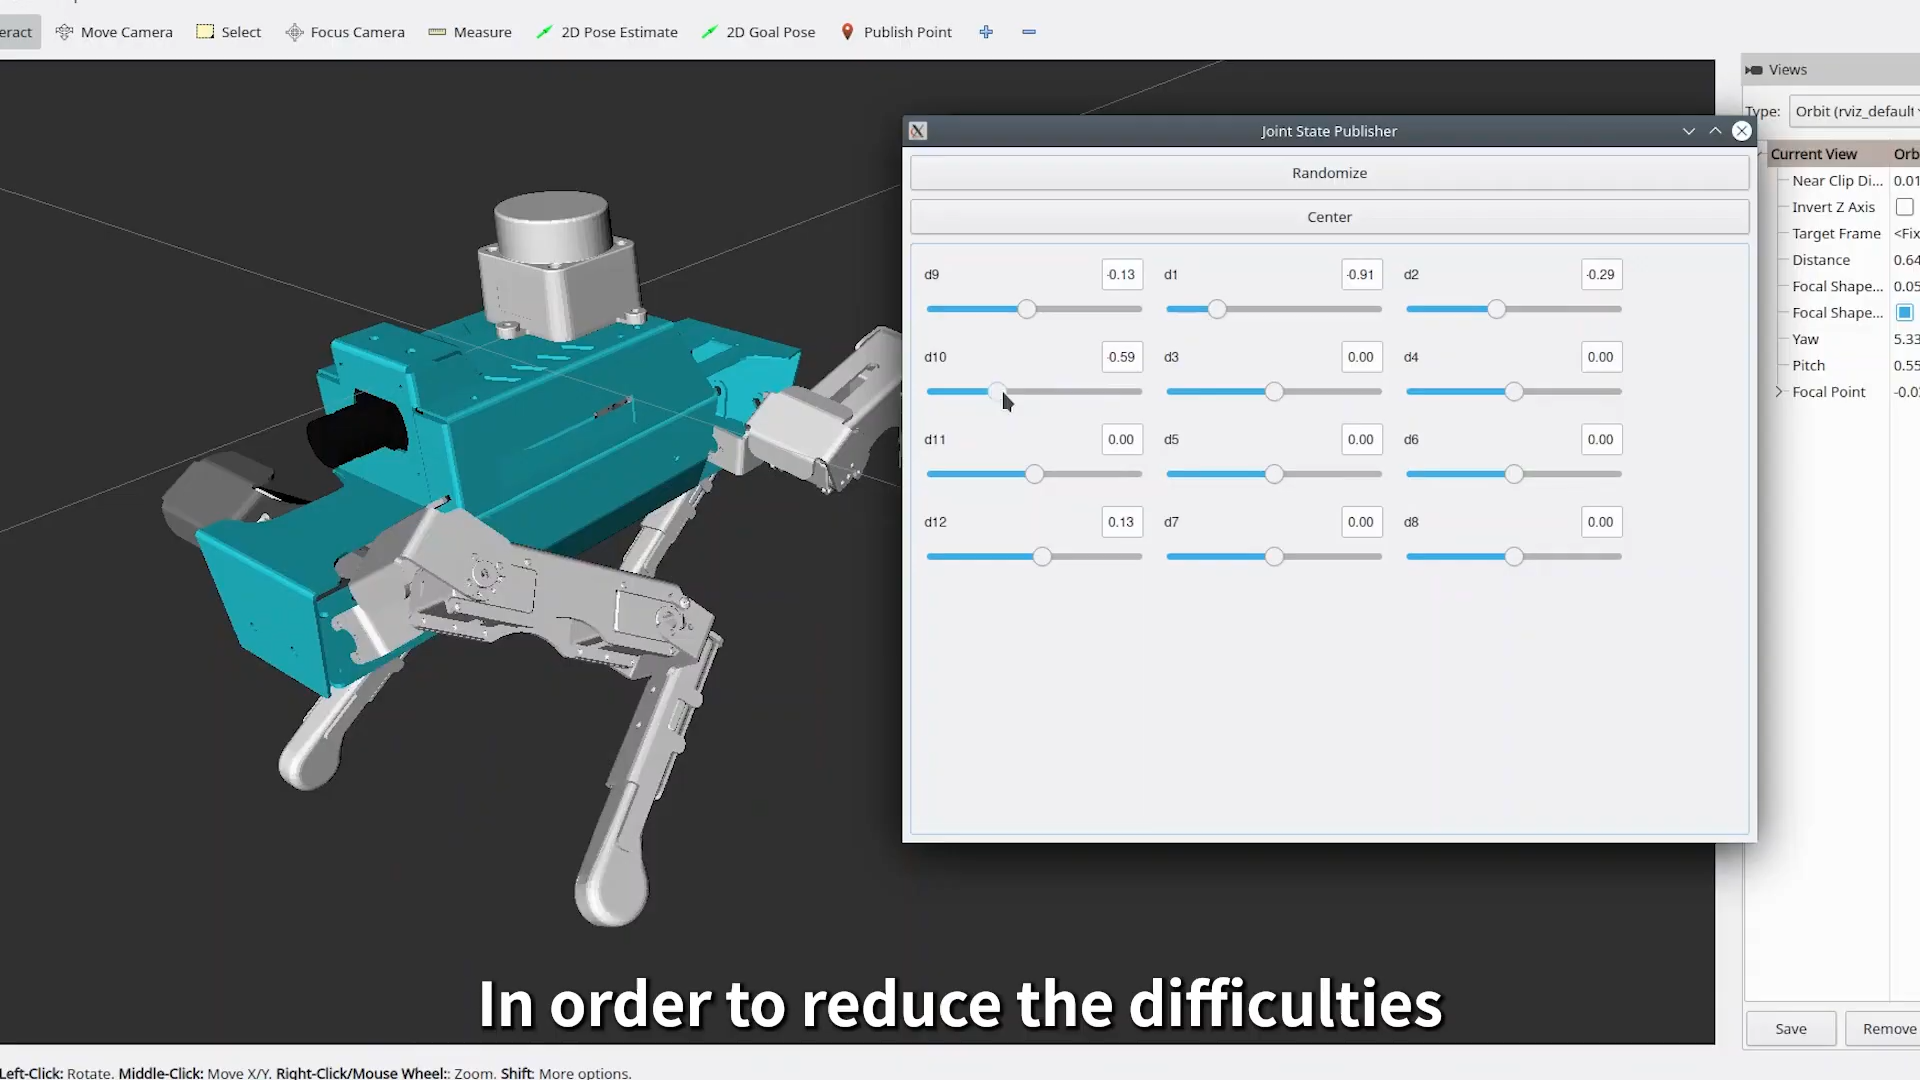 eract Move Camera Select Focus Camera Measure 2D Pose Estimate 2D Goal Pose Publish Point
Views
Type: Orbit (rviz_default
Current View Orb
Near Clip Di... 0.01
Invert Z Axis
Target Frame <Fix
Distance 0.64
Focal Shape... 0.05
Focal Shape...
Yaw 5.33
Pitch 0.55
Focal Point -0.0
Save Remove
Joint State Publisher
Randomize
Center
d9 -0.13 d1 -0.91 d2 -0.29
d10 -0.59 d3 0.00 d4 0.00
d11 0.00 d5 0.00 d6 0.00
d12 0.13 d7 0.00 d8 0.00
In order to reduce the difficulties
Left-Click: Rotate. Middle-Click: Move X/Y. Right-Click/Mouse Wheel:: Zoom. Shift: More options.